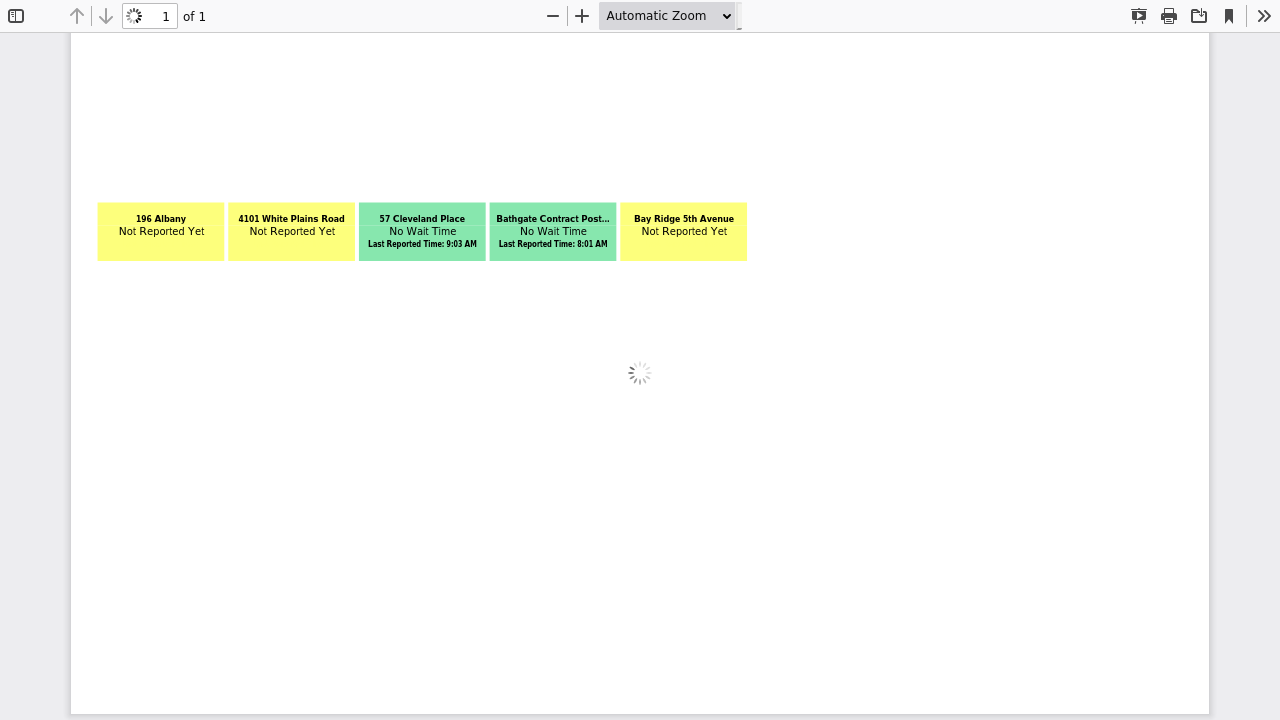 1 of 1
Automatic Zoom
196 Albany
Not Reported Yet
4101 White Plains Road
Not Reported Yet
57 Cleveland Place
No Wait Time
Last Reported Time: 9:03 AM
Bathgate Contract Post...
No Wait Time
Last Reported Time: 8:01 AM
Bay Ridge 5th Avenue
Not Reported Yet